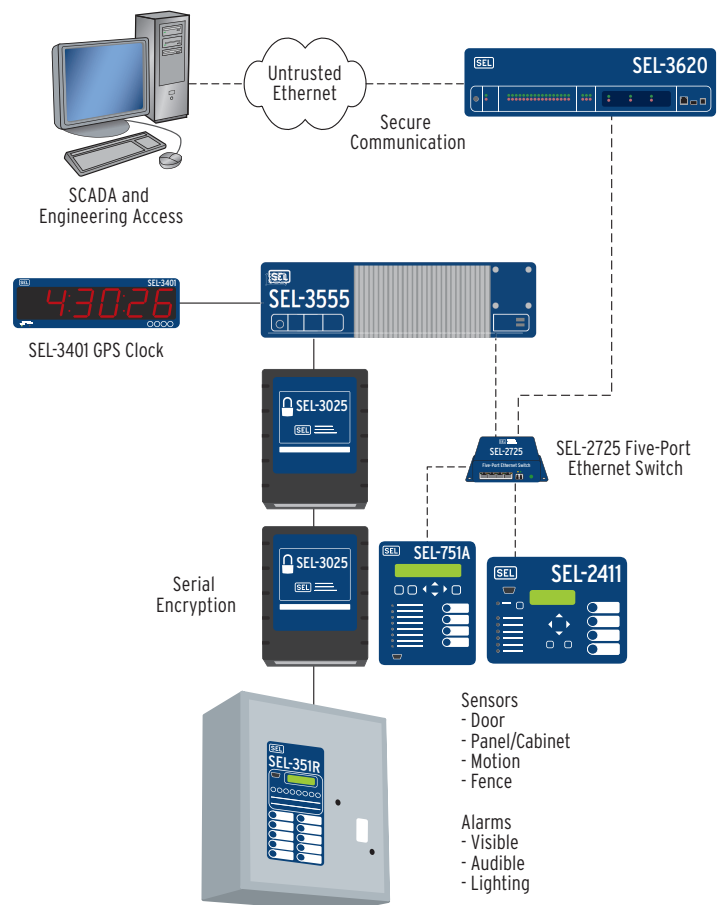 Untrusted
Ethernet
SEL
SEL-3620
Secure
Communication
SCADA and
Engineering Access
SEL
SEL-3401
4:30:26
SEL-3401 GPS Clock
SEL
SEL-3555
SEL-3025
SEL
SEL-2725
Five-Port Ethernet Switch
SEL-2725 Five-Port
Ethernet Switch
SEL-3025
SEL
Serial
Encryption
SEL
SEL-751A
SEL
SEL-2411
SEL
SEL-351R
Sensors
- Door
- Panel/Cabinet
- Motion
- Fence
Alarms
- Visible
- Audible
- Lighting